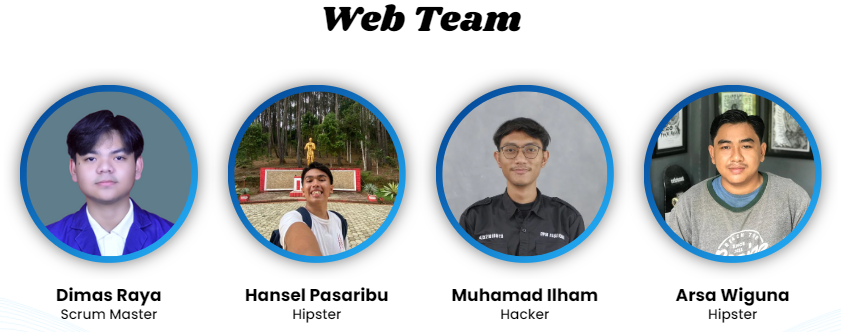 Web Team
Dimas Raya
Scrum Master
Hansel Pasaribu
Hipster
Muhamad Ilham
Hacker
Arsa Wiguna
Hipster